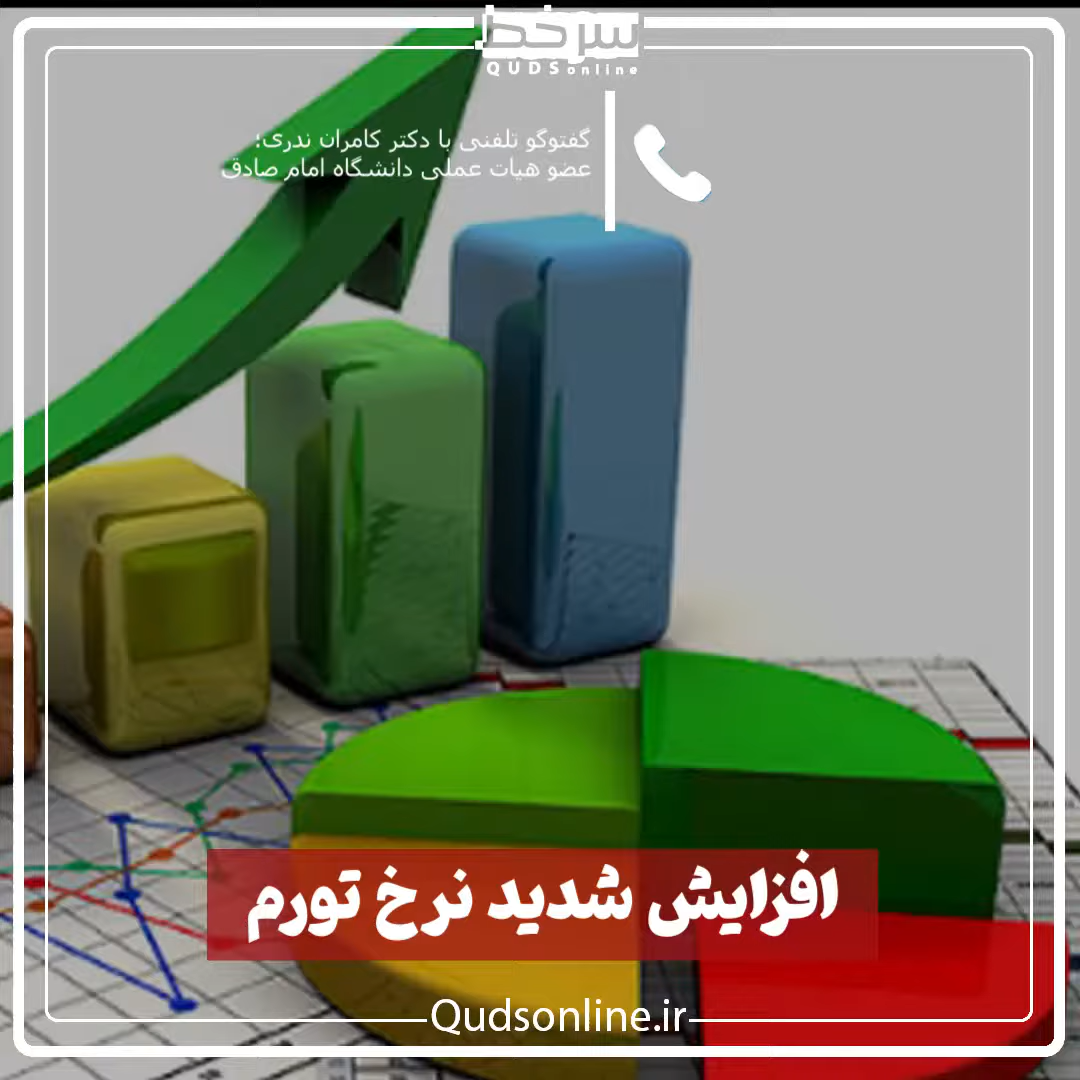 سرخط
QUDSonline
گفتوگو تلفنی با دکتر کامران ندری؛
عضو هیات عملی دانشگاه امام صادق
افزایش شدید نرخ تورم
Qudsonline.ir